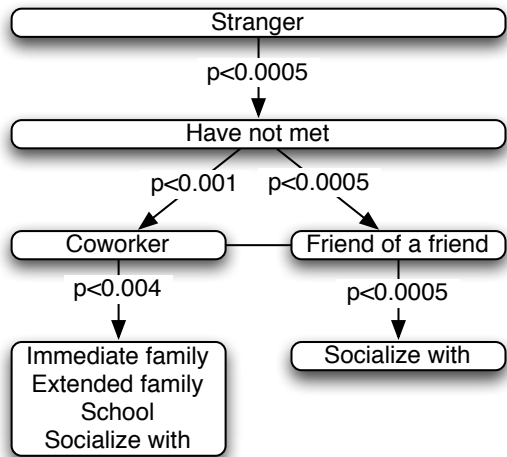 Stranger
p<0.0005
Have not met
p<0.001 p<0.0005
Coworker Friend of a friend
p<0.004 p<0.0005
Immediate family
Extended family
School
Socialize with
Socialize with